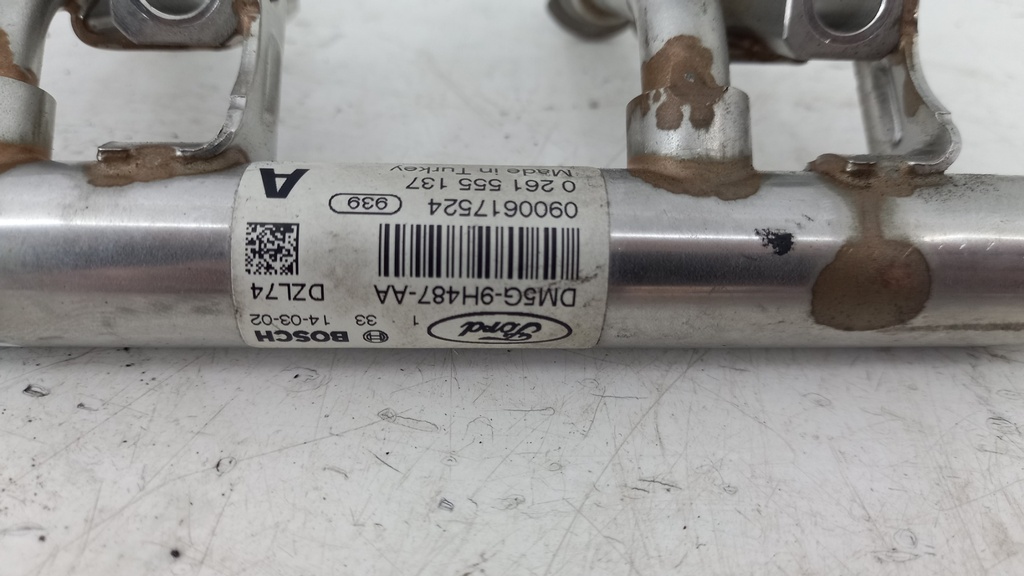 Ford 1 33 BOSCH
14-03-02
DM5G-9H487-AA DZL74
0900617524 939
0 261 555 137 A
Made in Turkey